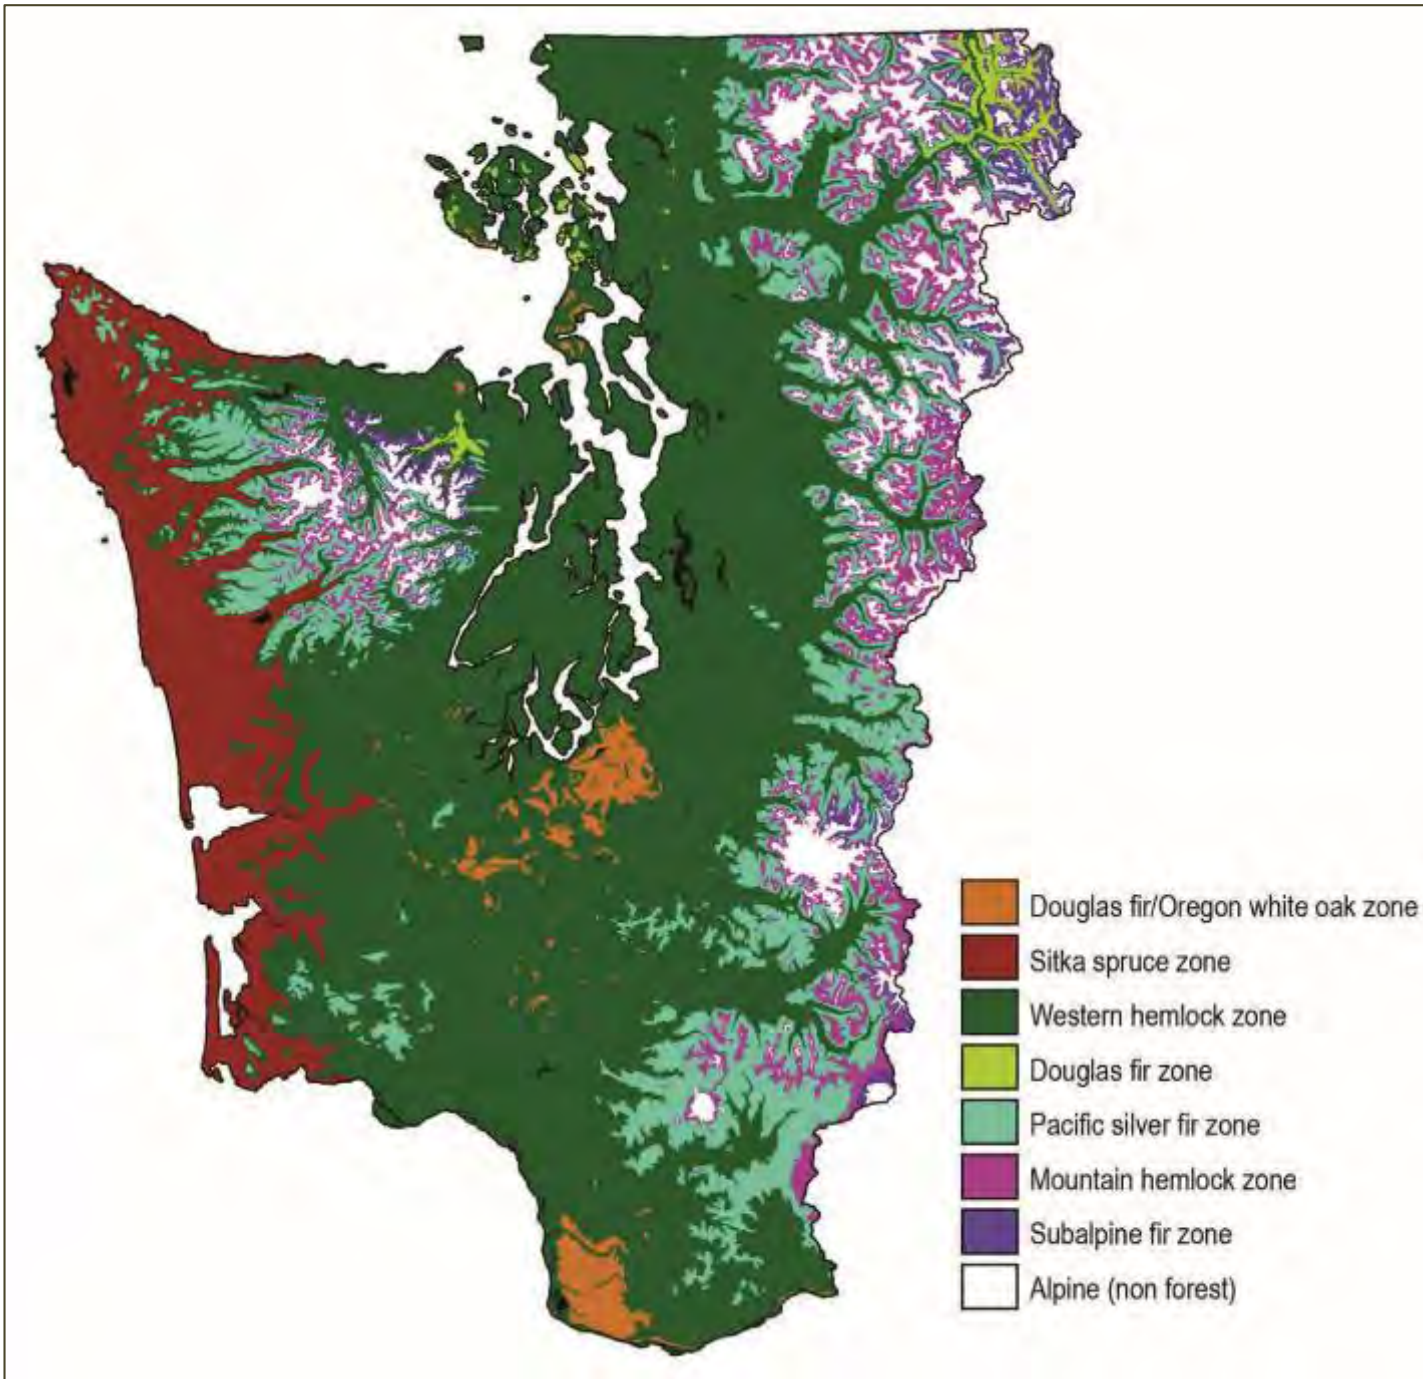 Douglas fir/Oregon white oak zone
Sitka spruce zone
Western hemlock zone
Douglas fir zone
Pacific silver fir zone
Mountain hemlock zone
Subalpine fir zone
Alpine (non forest)